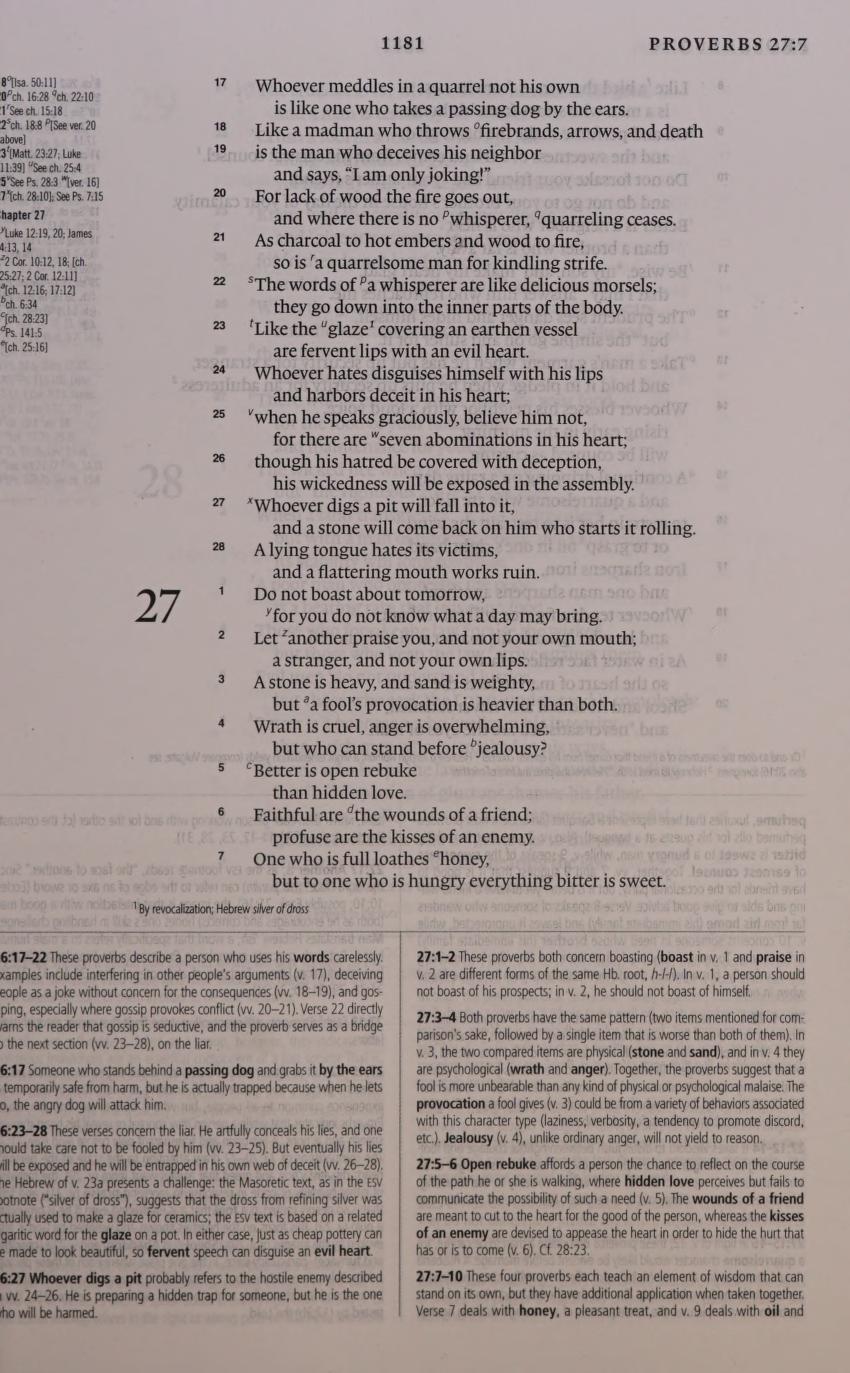 1181
PROVERBS 27:7
8ᵒ[Isa. 50:11]
0ᵖch. 16:28 ᑫch. 22:10
1ʳSee ch. 15:18
2ˢch. 18:8 ᵖ[See ver. 20
above]
3ᵗ[Matt. 23:27; Luke
11:39] ᵘSee ch. 25:4
5ᵛSee Ps. 28:3 ʷ[ver. 16]
7ˣ[ch. 28:10]; See Ps. 7:15
hapter 27
ʸLuke 12:19, 20; James
4:13, 14
ᶻ2 Cor. 10:12, 18; [ch.
25:27; 2 Cor. 12:11]
ᵃ[ch. 12:16; 17:12]
ᵇch. 6:34
ᶜ[ch. 28:23]
ᵈPs. 141:5
ᵉ[ch. 25:16]
17 Whoever meddles in a quarrel not his own
is like one who takes a passing dog by the ears.
18 Like a madman who throws ᵒfirebrands, arrows, and death
19 is the man who deceives his neighbor
and says, “I am only joking!”
20 For lack of wood the fire goes out,
and where there is no ᵖwhisperer, ᑫquarreling ceases.
21 As charcoal to hot embers and wood to fire,
so is ʳa quarrelsome man for kindling strife.
22 ˢThe words of ᵖa whisperer are like delicious morsels;
they go down into the inner parts of the body.
23 ᵗLike the ᵘglaze¹ covering an earthen vessel
are fervent lips with an evil heart.
24 Whoever hates disguises himself with his lips
and harbors deceit in his heart;
25 ᵛwhen he speaks graciously, believe him not,
for there are ʷseven abominations in his heart;
26 though his hatred be covered with deception,
his wickedness will be exposed in the assembly.
27 ˣWhoever digs a pit will fall into it,
and a stone will come back on him who starts it rolling.
28 A lying tongue hates its victims,
and a flattering mouth works ruin.
27 1 Do not boast about tomorrow,
ʸfor you do not know what a day may bring.
2 Let ᶻanother praise you, and not your own mouth;
a stranger, and not your own lips.
3 A stone is heavy, and sand is weighty,
but ᵃa fool’s provocation is heavier than both.
4 Wrath is cruel, anger is overwhelming,
but who can stand before ᵇjealousy?
5 ᶜBetter is open rebuke
than hidden love.
6 Faithful are ᵈthe wounds of a friend;
profuse are the kisses of an enemy.
7 One who is full loathes ᵉhoney,
but to one who is hungry everything bitter is sweet.
¹ By revocalization; Hebrew silver of dross
6:17–22 These proverbs describe a person who uses his words carelessly.
xamples include interfering in other people’s arguments (v. 17), deceiving
eople as a joke without concern for the consequences (vv. 18–19), and gos-
ping, especially where gossip provokes conflict (vv. 20–21). Verse 22 directly
arns the reader that gossip is seductive, and the proverb serves as a bridge
o the next section (vv. 23–28), on the liar.
6:17 Someone who stands behind a passing dog and grabs it by the ears
temporarily safe from harm, but he is actually trapped because when he lets
o, the angry dog will attack him.
6:23–28 These verses concern the liar. He artfully conceals his lies, and one
hould take care not to be fooled by him (vv. 23–25). But eventually his lies
ill be exposed and he will be entrapped in his own web of deceit (vv. 26–28).
he Hebrew of v. 23a presents a challenge: the Masoretic text, as in the ESV
ootnote (“silver of dross”), suggests that the dross from refining silver was
ctually used to make a glaze for ceramics; the ESV text is based on a related
garitic word for the glaze on a pot. In either case, just as cheap pottery can
e made to look beautiful, so fervent speech can disguise an evil heart.
6:27 Whoever digs a pit probably refers to the hostile enemy described
vv. 24–26. He is preparing a hidden trap for someone, but he is the one
ho will be harmed.
27:1–2 These proverbs both concern boasting (boast in v. 1 and praise in
v. 2 are different forms of the same Hb. root, h-l-l). In v. 1, a person should
not boast of his prospects; in v. 2, he should not boast of himself.
27:3–4 Both proverbs have the same pattern (two items mentioned for com-
parison’s sake, followed by a single item that is worse than both of them). In
v. 3, the two compared items are physical (stone and sand), and in v. 4 they
are psychological (wrath and anger). Together, the proverbs suggest that a
fool is more unbearable than any kind of physical or psychological malaise. The
provocation a fool gives (v. 3) could be from a variety of behaviors associated
with this character type (laziness, verbosity, a tendency to promote discord,
etc.). Jealousy (v. 4), unlike ordinary anger, will not yield to reason.
27:5–6 Open rebuke affords a person the chance to reflect on the course
of the path he or she is walking, where hidden love perceives but fails to
communicate the possibility of such a need (v. 5). The wounds of a friend
are meant to cut to the heart for the good of the person, whereas the kisses
of an enemy are devised to appease the heart in order to hide the hurt that
has or is to come (v. 6). Cf. 28:23.
27:7–10 These four proverbs each teach an element of wisdom that can
stand on its own, but they have additional application when taken together.
Verse 7 deals with honey, a pleasant treat, and v. 9 deals with oil and